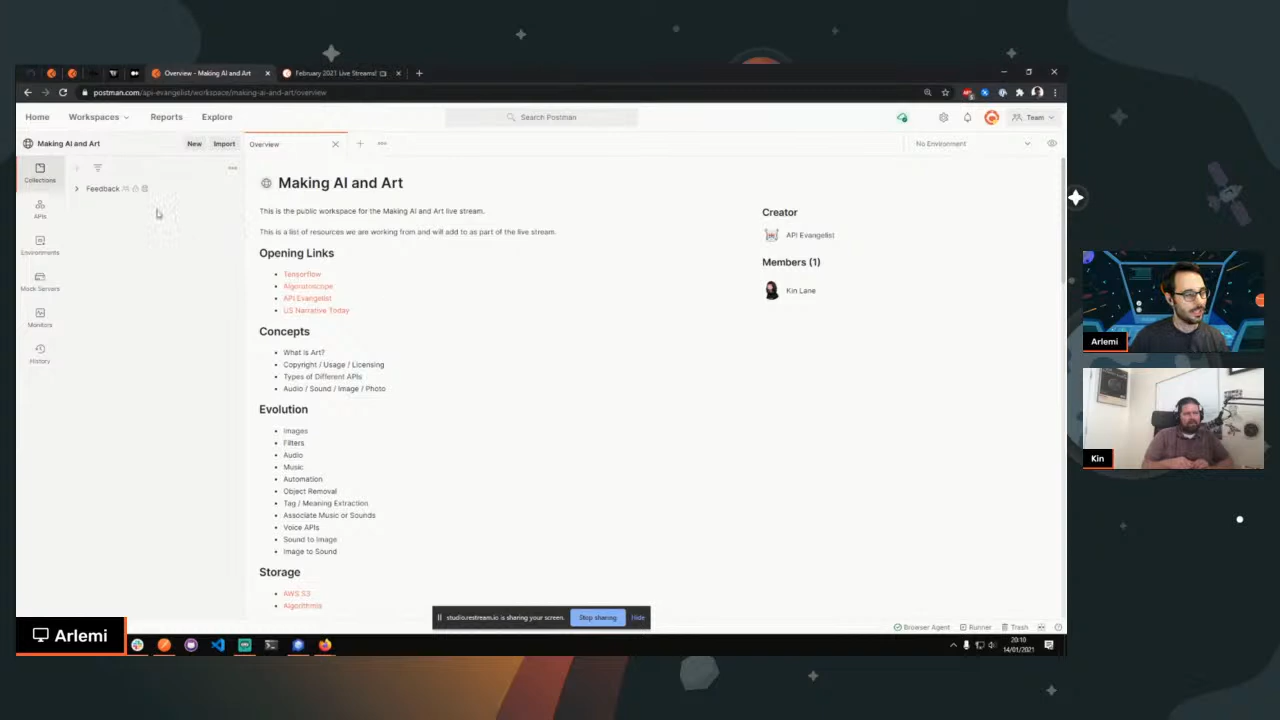 Overview - Making AI and Art
February 2021 Live Streams!
postman.com/api-evangelist/workspace/making-ai-and-art/overview
Home Workspaces Reports Explore
Search Postman
Team
Making AI and Art
New Import
Overview
No Environment
Collections
Feedback
APIs
Environments
Mock Servers
Monitors
History
Making AI and Art
This is the public workspace for the Making AI and Art live stream.
This is a list of resources we are working from and will add to as part of the live stream.
Opening Links
Tensorflow
Algorotoscope
API Evangelist
US Narrative Today
Concepts
What is Art?
Copyright / Usage / Licensing
Types of Different APIs
Audio / Sound / Image / Photo
Evolution
Images
Filters
Audio
Music
Automation
Object Removal
Tag / Meaning Extraction
Associate Music or Sounds
Voice APIs
Sound to Image
Image to Sound
Storage
AWS S3
Algorithmia
Creator
API Evangelist
Members (1)
Kin Lane
studio.restream.io is sharing your screen.
Stop sharing
Hide
Browser Agent Runner Trash
20:10
14/01/2021
Arlemi
Arlemi
Kin